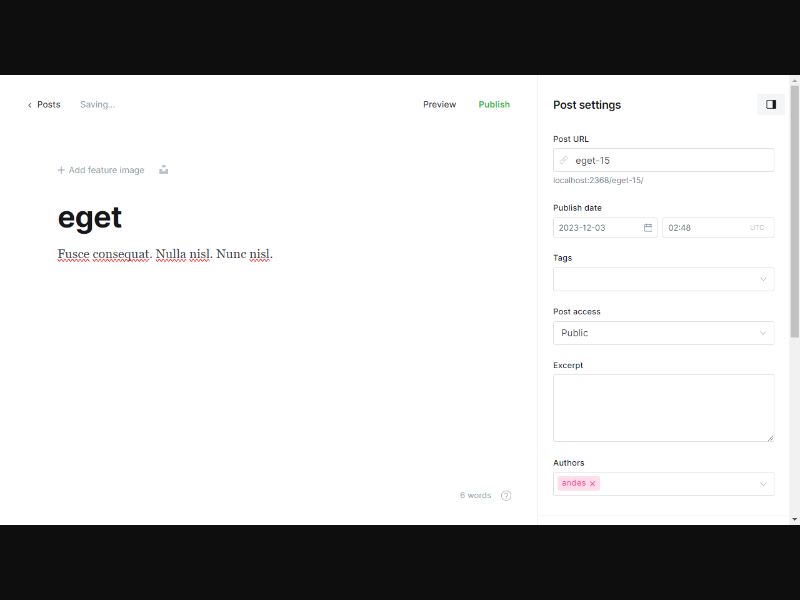 Posts Saving... Preview Publish
Add feature image
eget
Fusce consequat. Nulla nisl. Nunc nisl.
6 words ?
Post settings
Post URL
eget-15
localhost:2368/eget-15/
Publish date
2023-12-03 02:48 UTC
Tags
Post access
Public
Excerpt
Authors
andes ×